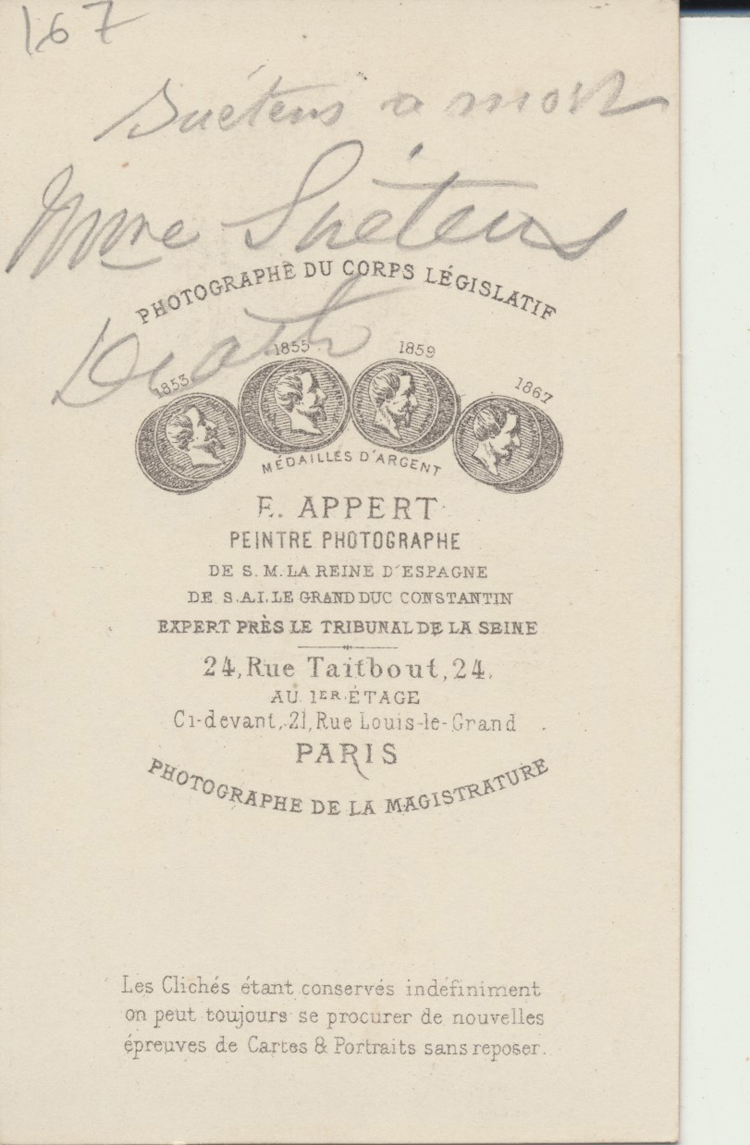 167
Suétens a mort
Mme Suétens
PHOTOGRAPHE DU CORPS LÉGISLATIF
Death
1853 1855 1859 1867
MÉDAILLES D'ARGENT
E. APPERT
PEINTRE PHOTOGRAPHE
DE S. M. LA REINE D'ESPAGNE
DE S.A.I. LE GRAND DUC CONSTANTIN
EXPERT PRÈS LE TRIBUNAL DE LA SEINE
24, Rue Taitbout, 24.
AU 1ER ÉTAGE
Ci-devant, 21, Rue Louis-le-Grand
PARIS
PHOTOGRAPHE DE LA MAGISTRATURE
Les Clichés étant conservés indéfiniment
on peut toujours se procurer de nouvelles
épreuves de Cartes & Portraits sans reposer.